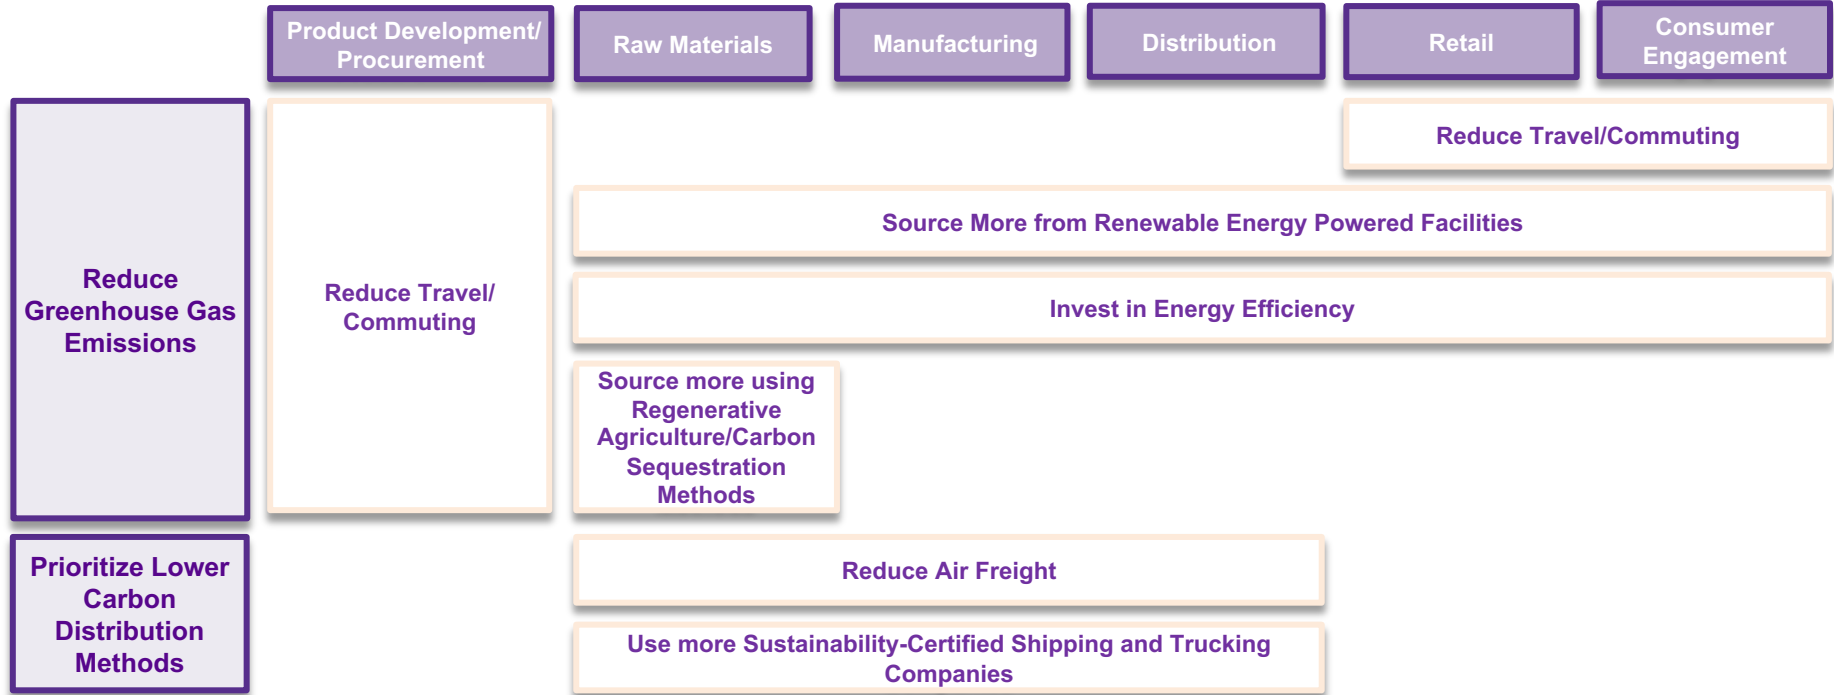 Product Development/
Procurement
Raw Materials
Manufacturing
Distribution
Retail
Consumer
Engagement
Reduce
Greenhouse Gas
Emissions
Reduce Travel/
Commuting
Reduce Travel/Commuting
Source More from Renewable Energy Powered Facilities
Invest in Energy Efficiency
Source more using
Regenerative
Agriculture/Carbon
Sequestration
Methods
Prioritize Lower
Carbon
Distribution
Methods
Reduce Air Freight
Use more Sustainability-Certified Shipping and Trucking
Companies